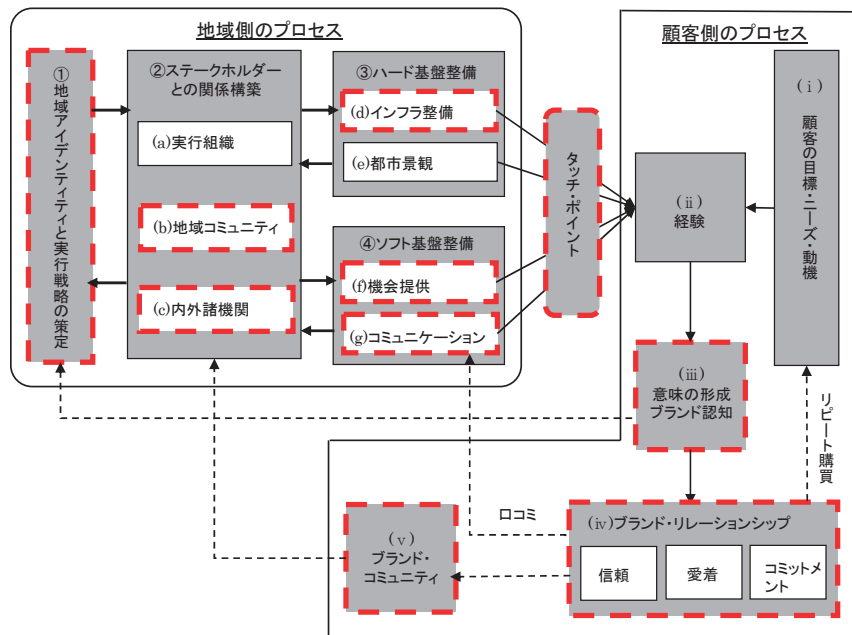 地域側のプロセス
①地域アイデンティティと実行戦略の策定
②ステークホルダー
との関係構築
(a)実行組織
(b)地域コミュニティ
(c)内外諸機関
③ハード基盤整備
(d)インフラ整備
(e)都市景観
④ソフト基盤整備
(f)機会提供
(g)コミュニケーション
タッチ・ポイント
顧客側のプロセス
(ⅰ)顧客の目標・ニーズ・動機
(ⅱ)
経験
(ⅲ)
意味の形成
ブランド認知
リピート購買
口コミ
(ⅳ)ブランド・リレーションシップ
信頼
愛着
コミットメ
ント
(ⅴ)
ブランド・
コミュニティ